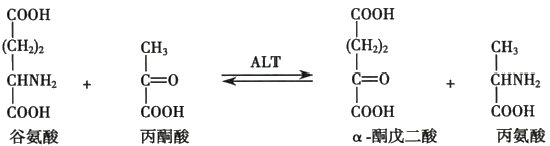 COOH
(CH₂)₂
CHNH₂
COOH
谷氨酸
+
CH₃
C=O
COOH
丙酮酸
ALT
COOH
(CH₂)₂
C=O
COOH
α-酮戊二酸
+
CH₃
CHNH₂
COOH
丙氨酸